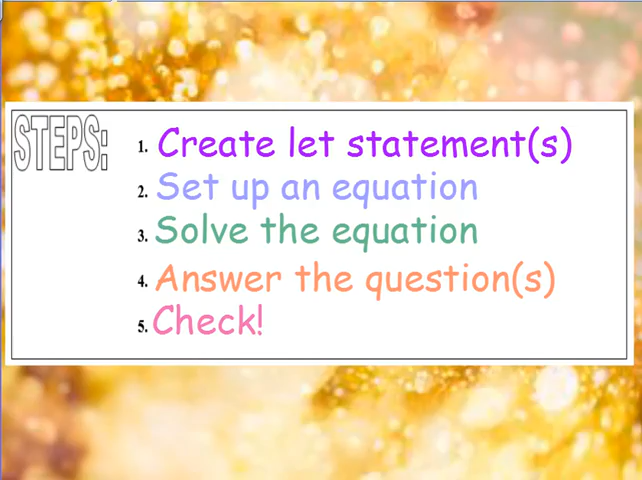 STEPS:
1. Create let statement(s)
2. Set up an equation
3. Solve the equation
4. Answer the question(s)
5. Check!